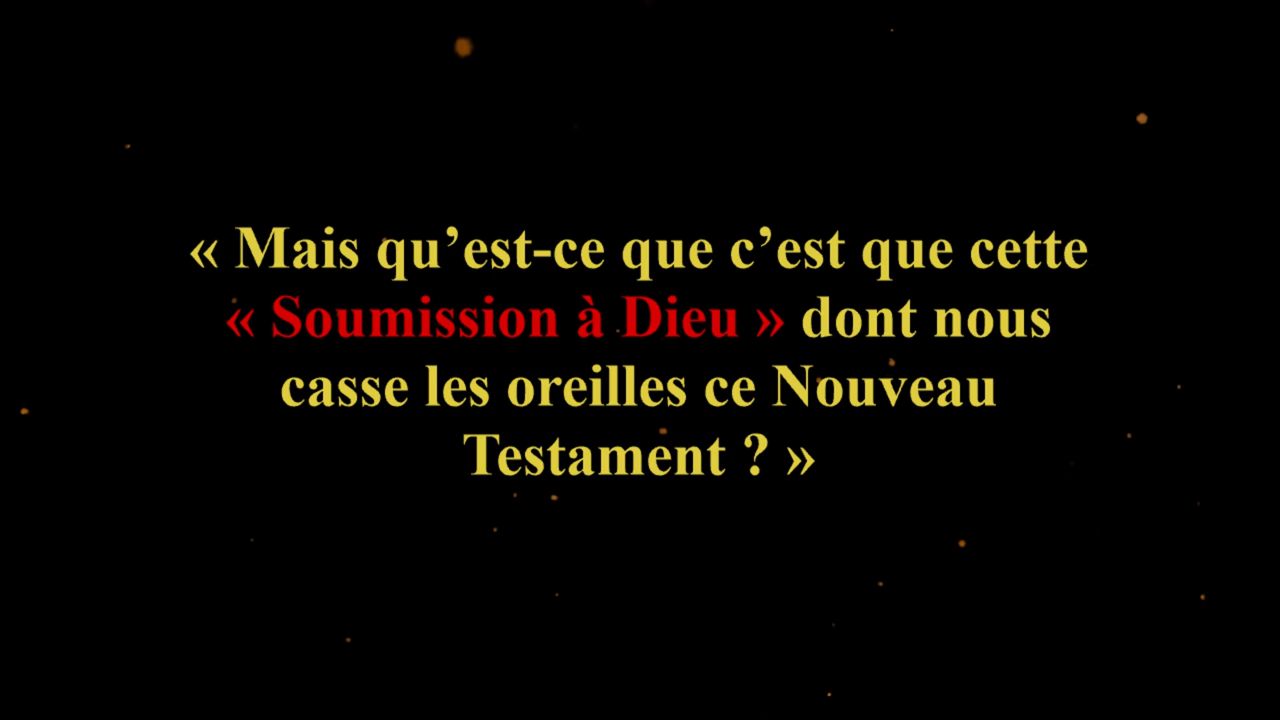 « Mais qu’est-ce que c’est que cette
« Soumission à Dieu » dont nous
casse les oreilles ce Nouveau
Testament ? »